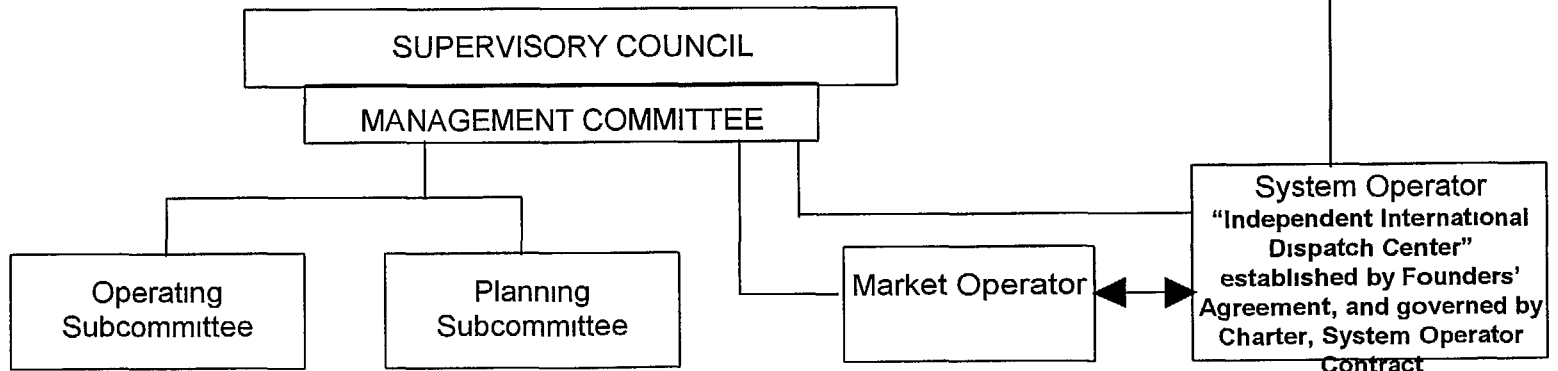 SUPERVISORY COUNCIL
MANAGEMENT COMMITTEE
Operating
Subcommittee
Planning
Subcommittee
Market Operator
System Operator
“Independent International
Dispatch Center”
established by Founders’
Agreement, and governed by
Charter, System Operator
Contract